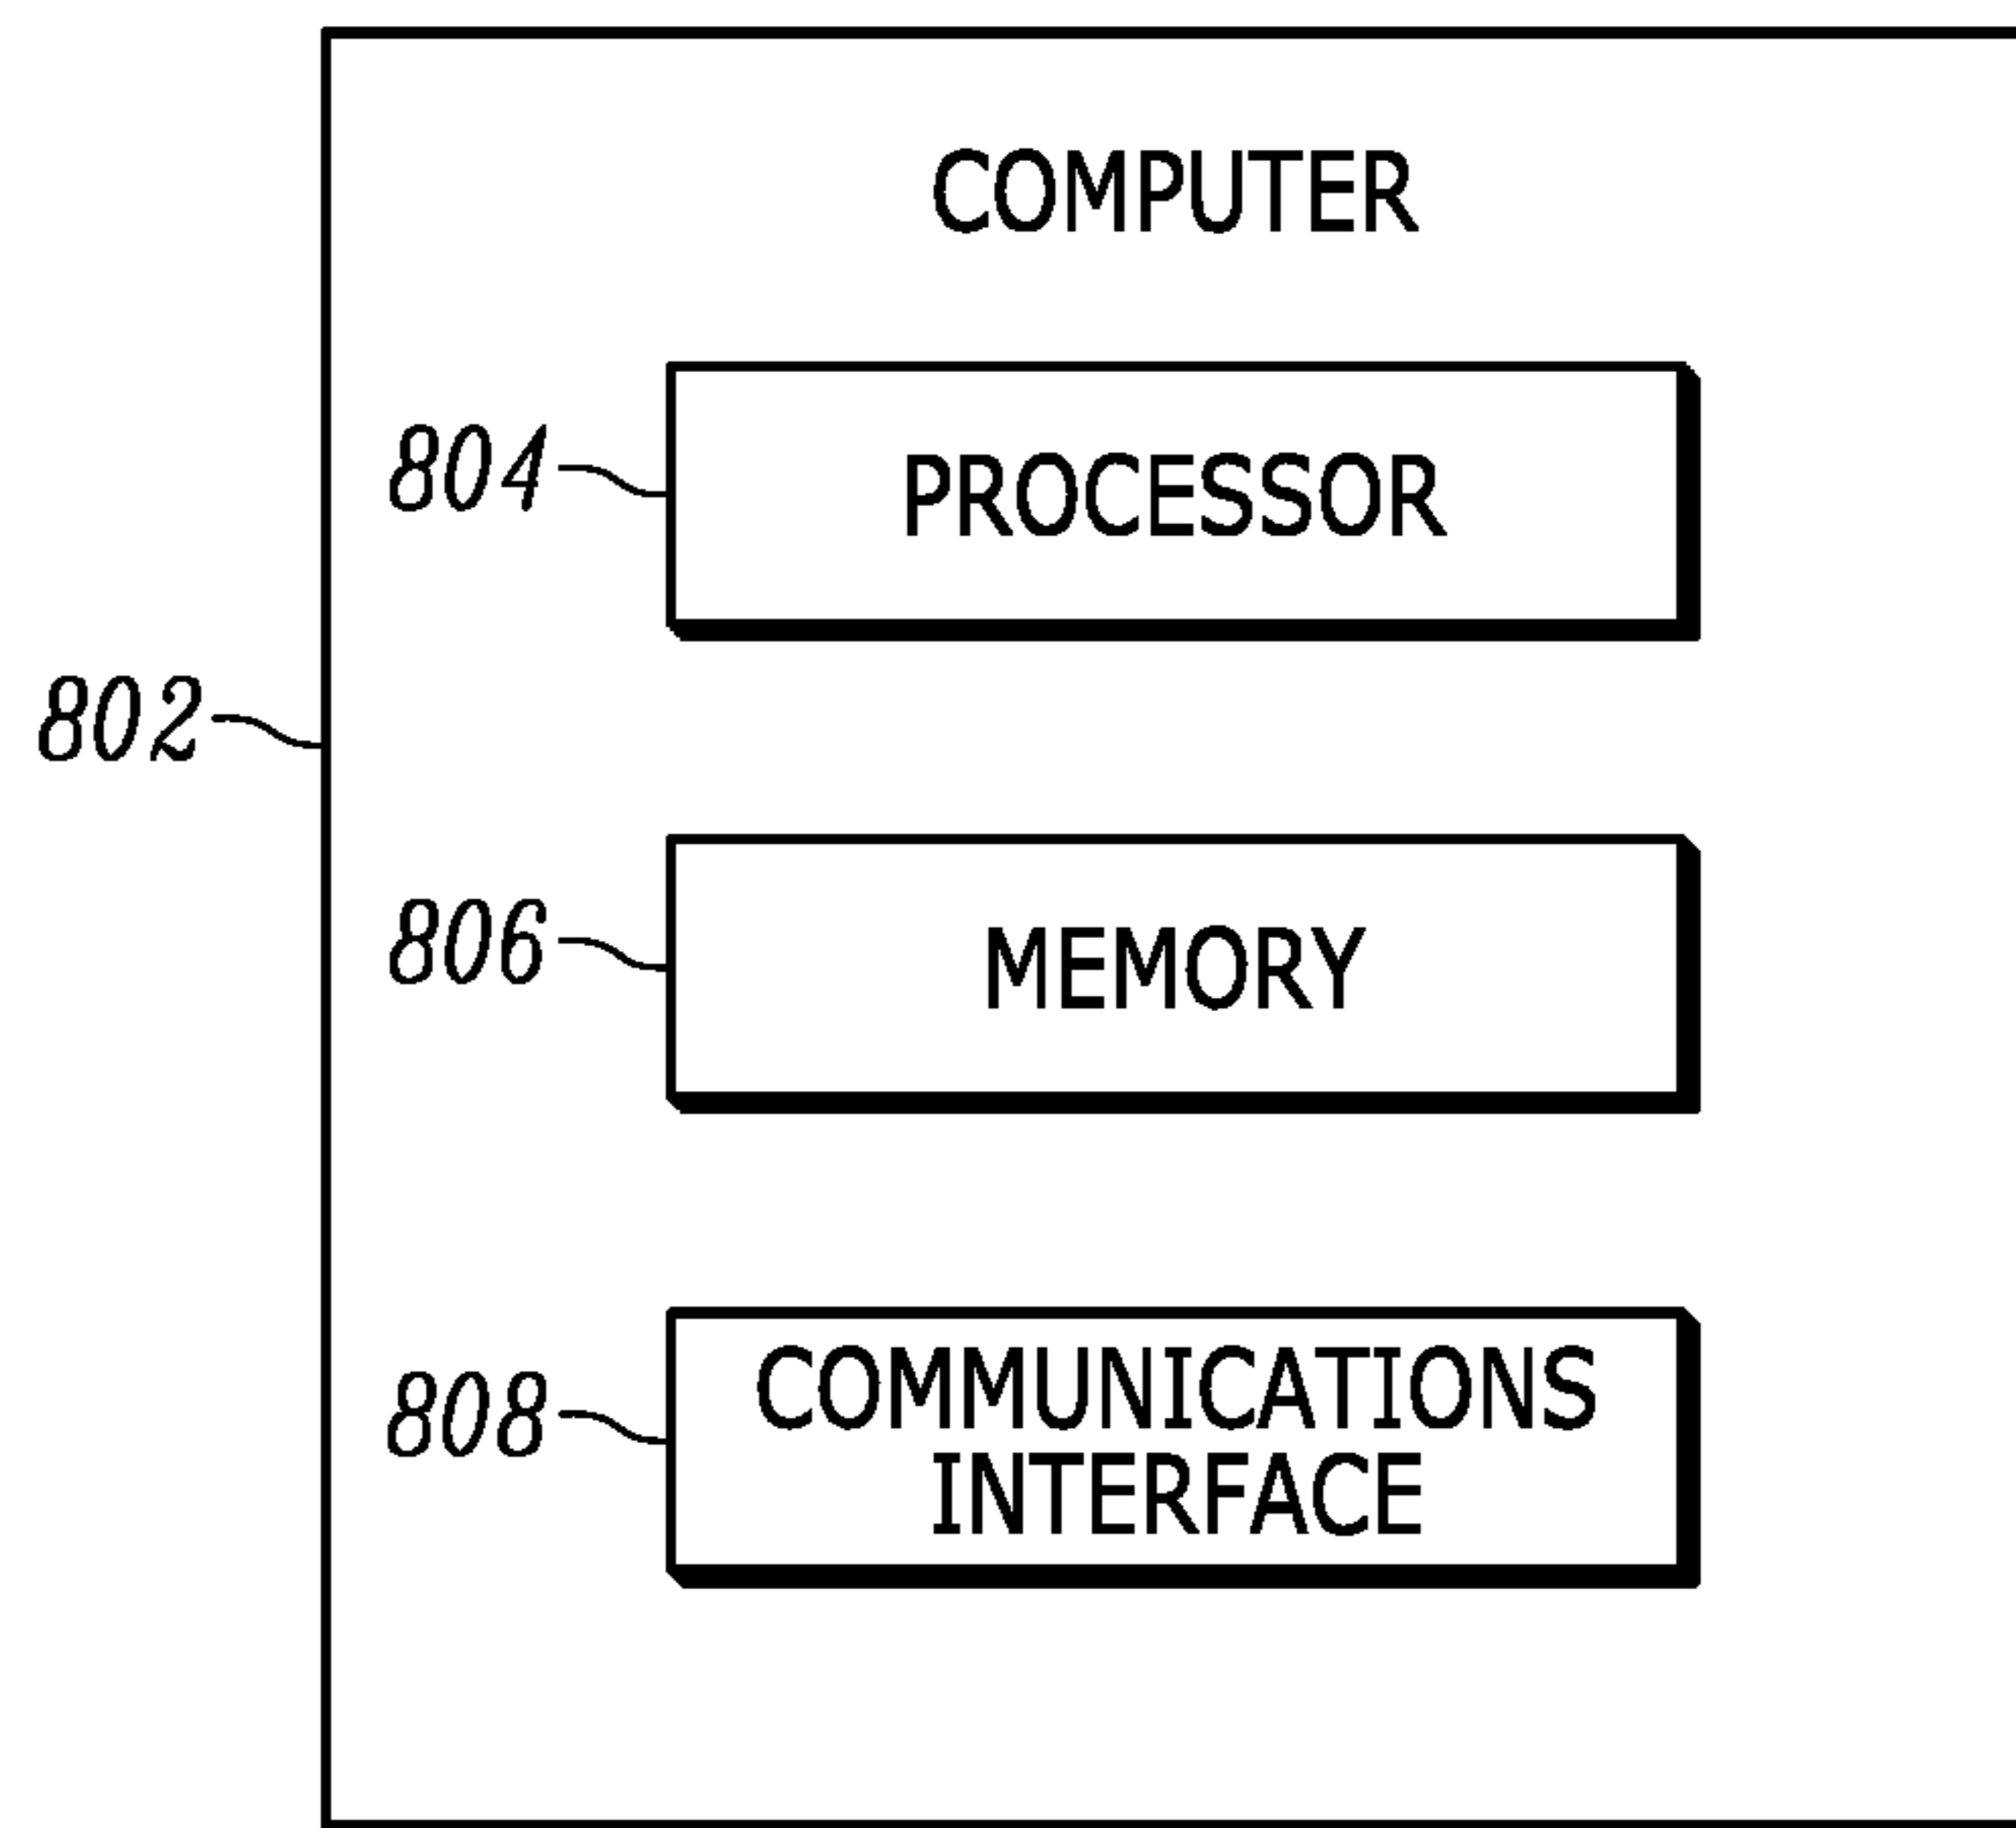 COMPUTER
804
PROCESSOR
802
806
MEMORY
808
COMMUNICATIONS
INTERFACE